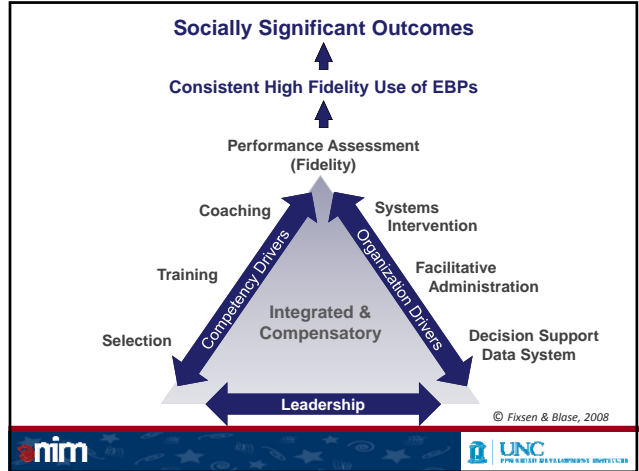 Socially Significant Outcomes
Consistent High Fidelity Use of EBPs
Performance Assessment
(Fidelity)
Coaching
Training
Selection
Competency Drivers
Integrated &
Compensatory
Organization Drivers
Systems
Intervention
Facilitative
Administration
Decision Support
Data System
Leadership
© Fixsen & Blase, 2008
nim
UNC